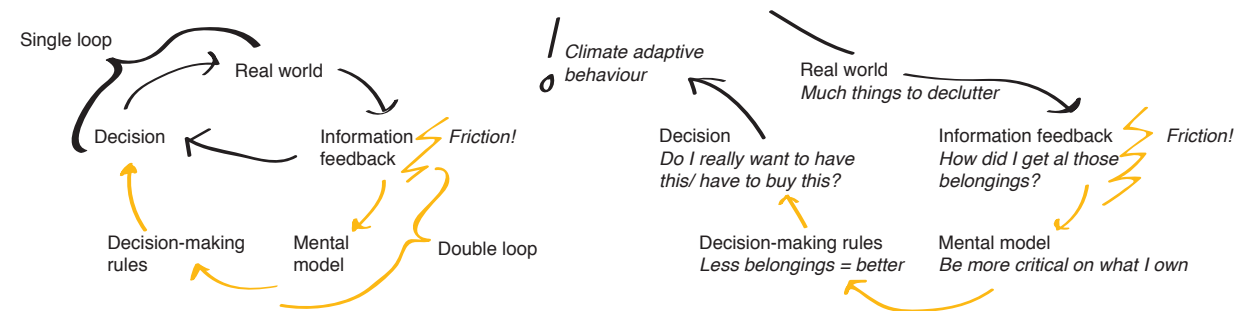 Single loop
Real world
Decision
Information
feedback
Friction!
Decision-making
rules
Mental
model
Double loop
! Climate adaptive
behaviour
Real world
Much things to declutter
Decision
Do I really want to have
this/ have to buy this?
Information feedback
How did I get al those
belongings?
Friction!
Decision-making rules
Less belongings = better
Mental model
Be more critical on what I own